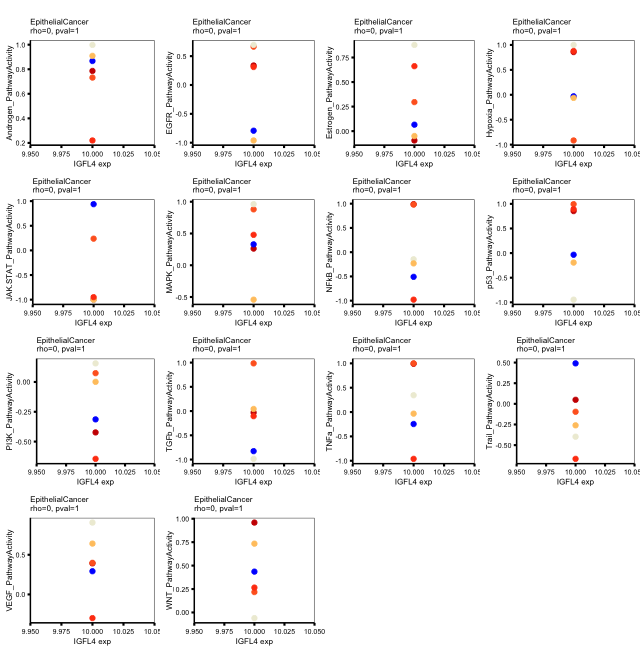 EpithelialCancer
rho=0, pval=1
Androgen_PathwayActivity
1.0
0.8
0.6
0.4
0.2
9.950 9.975 10.000 10.025 10.05
IGFL4 exp
EpithelialCancer
rho=0, pval=1
EGFR_PathwayActivity
0.5
0.0
-0.5
-1.0
9.950 9.975 10.000 10.025 10.05
IGFL4 exp
EpithelialCancer
rho=0, pval=1
Estrogen_PathwayActivity
0.75
0.50
0.25
0.00
9.950 9.975 10.000 10.025 10.05
IGFL4 exp
EpithelialCancer
rho=0, pval=1
Hypoxia_PathwayActivity
1.0
0.5
0.0
-0.5
-1.0
9.950 9.975 10.000 10.025 10.05
IGFL4 exp
EpithelialCancer
rho=0, pval=1
JAK.STAT_PathwayActivity
1.0
0.5
0.0
-0.5
-1.0
9.950 9.975 10.000 10.025 10.05
IGFL4 exp
EpithelialCancer
rho=0, pval=1
MAPK_PathwayActivity
1.0
0.5
0.0
-0.5
9.950 9.975 10.000 10.025 10.05
IGFL4 exp
EpithelialCancer
rho=0, pval=1
NFkB_PathwayActivity
1.0
0.5
0.0
-0.5
-1.0
9.950 9.975 10.000 10.025 10.05
IGFL4 exp
EpithelialCancer
rho=0, pval=1
p53_PathwayActivity
1.0
0.5
0.0
-0.5
-1.0
9.950 9.975 10.000 10.025 10.05
IGFL4 exp
EpithelialCancer
rho=0, pval=1
PI3K_PathwayActivity
0.00
-0.25
-0.50
9.950 9.975 10.000 10.025 10.05
IGFL4 exp
EpithelialCancer
rho=0, pval=1
TGFb_PathwayActivity
1.0
0.5
0.0
-0.5
-1.0
9.950 9.975 10.000 10.025 10.05
IGFL4 exp
EpithelialCancer
rho=0, pval=1
TNFa_PathwayActivity
1.0
0.5
0.0
-0.5
-1.0
9.950 9.975 10.000 10.025 10.05
IGFL4 exp
EpithelialCancer
rho=0, pval=1
Trail_PathwayActivity
0.50
0.25
0.00
-0.25
-0.50
9.950 9.975 10.000 10.025 10.05
IGFL4 exp
EpithelialCancer
rho=0, pval=1
VEGF_PathwayActivity
0.5
0.0
9.950 9.975 10.000 10.025 10.05
IGFL4 exp
EpithelialCancer
rho=0, pval=1
WNT_PathwayActivity
1.00
0.75
0.50
0.25
0.00
9.950 9.975 10.000 10.025 10.050
IGFL4 exp